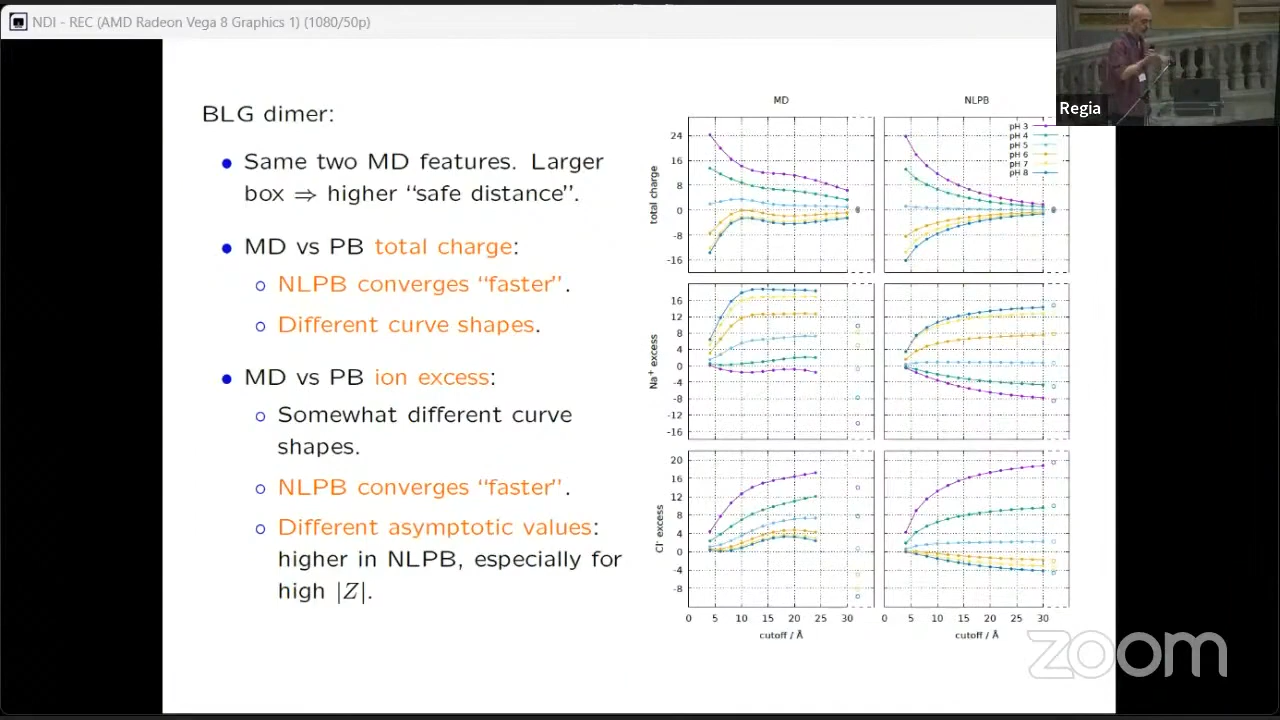 NDI - REC (AMD Radeon Vega 8 Graphics 1) (1080/50p)
Regia
BLG dimer:
Same two MD features. Larger
box ⇒ higher “safe distance”.
MD vs PB total charge:
NLPB converges “faster”.
Different curve shapes.
MD vs PB ion excess:
Somewhat different curve
shapes.
NLPB converges “faster”.
Different asymptotic values:
higher in NLPB, especially for
high |Z|.
MD
NLPB
pH 3
pH 4
pH 5
pH 6
pH 7
pH 8
total charge
24
16
8
0
-8
-16
Na⁺ excess
16
12
8
4
0
-4
-8
-12
-16
Cl⁻ excess
20
16
12
8
4
0
-4
-8
0 5 10 15 20 25 30
0 5 10 15 20 25 30
cutoff / Å
cutoff / Å
zoom